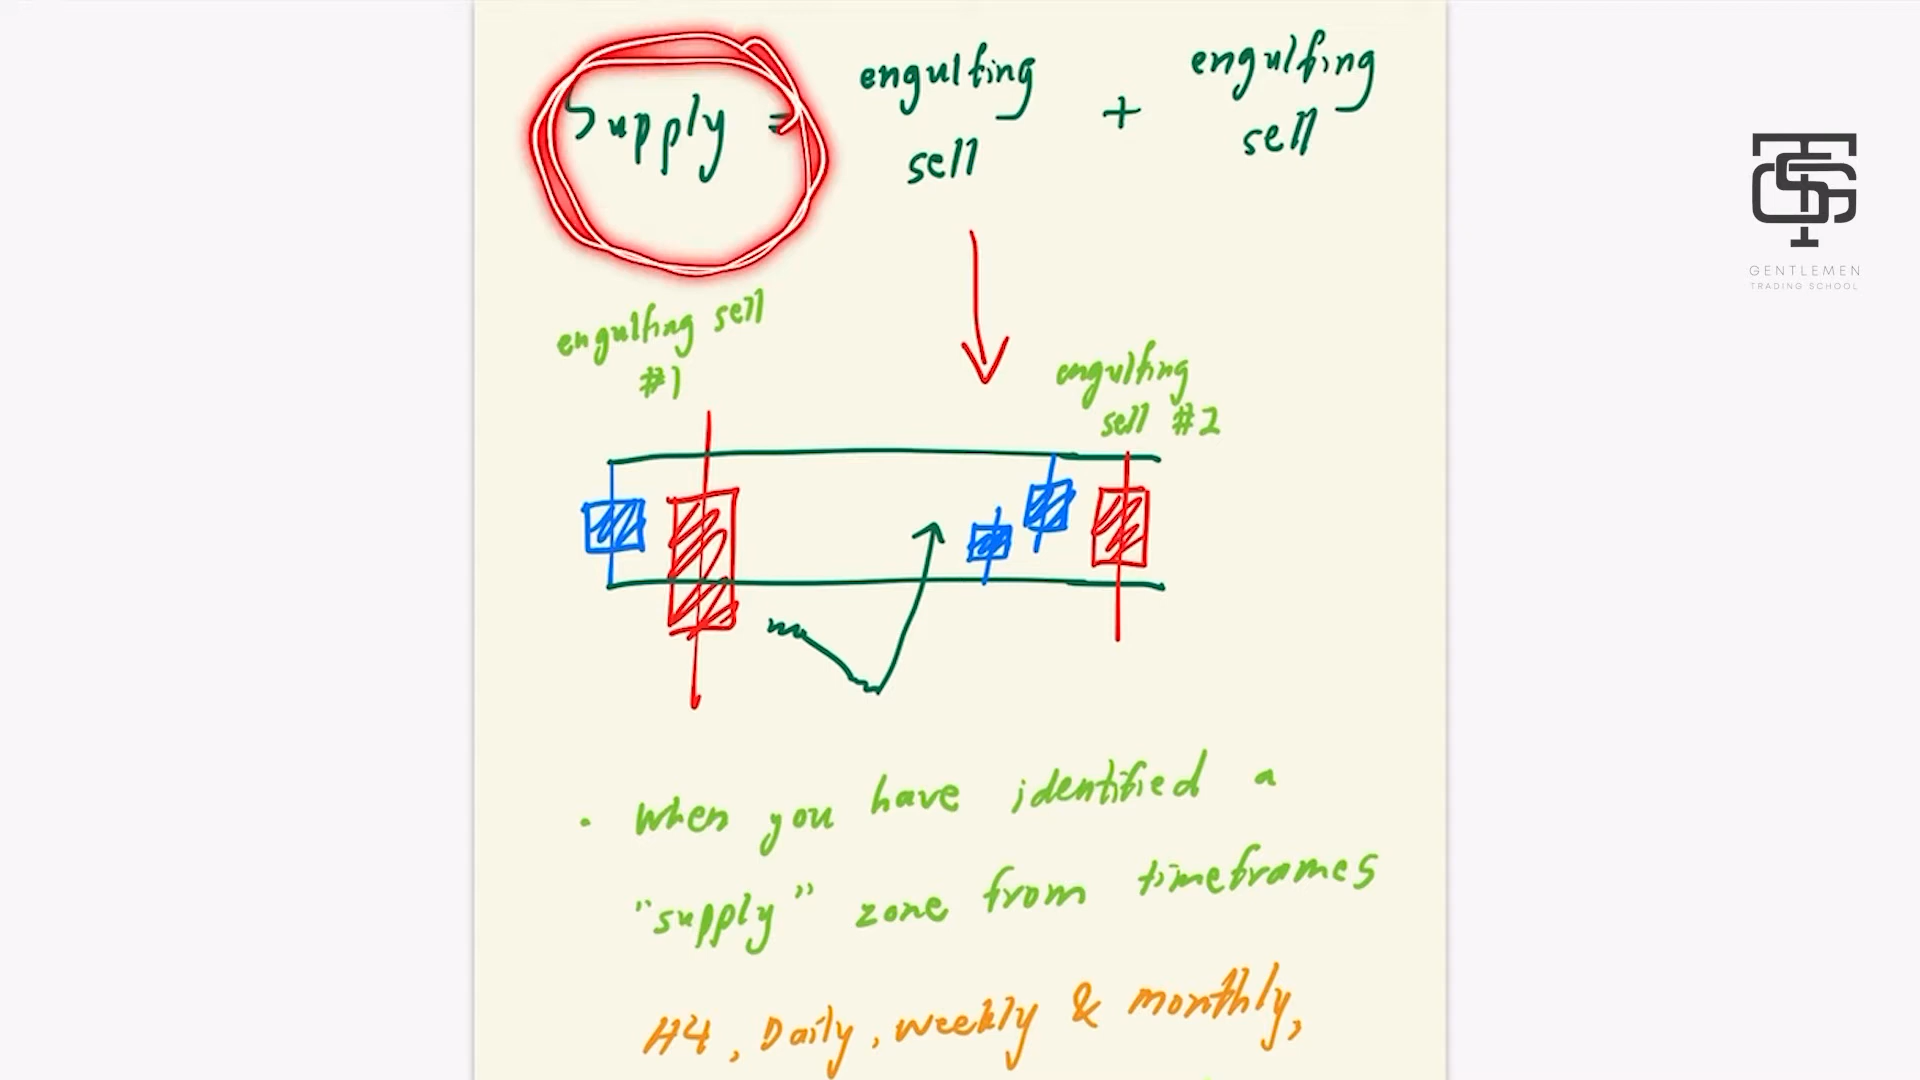 supply = engulfing sell + engulfing sell
engulfing sell
#1
engulfing
sell #2
• When you have identified a
"supply" zone from timeframes
H4, Daily, weekly & monthly,
GENTLEMEN
TRADING SCHOOL